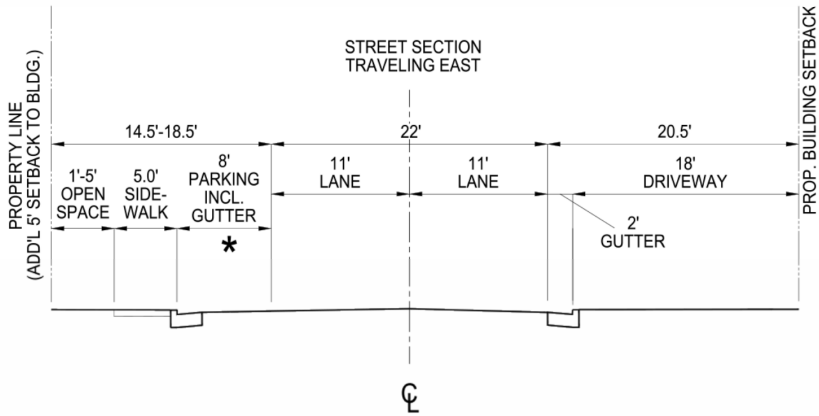 STREET SECTION
TRAVELING EAST
PROPERTY LINE
(ADD'L 5' SETBACK TO BLDG.)
PROP. BUILDING SETBACK
14.5'-18.5'
22'
20.5'
1'-5'
OPEN
SPACE
5.0'
SIDE-
WALK
8'
PARKING
INCL.
GUTTER
*
11'
LANE
11'
LANE
18'
DRIVEWAY
2'
GUTTER
℄